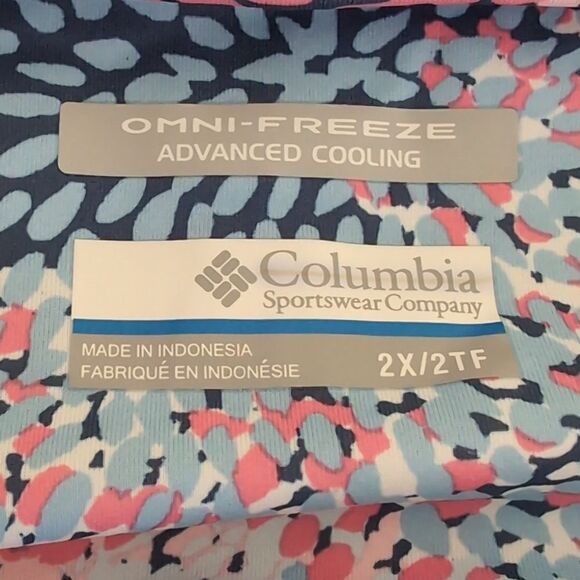 OMNI-FREEZE
ADVANCED COOLING
Columbia
Sportswear Company
MADE IN INDONESIA
FABRIQUÉ EN INDONÉSIE
2X/2TF